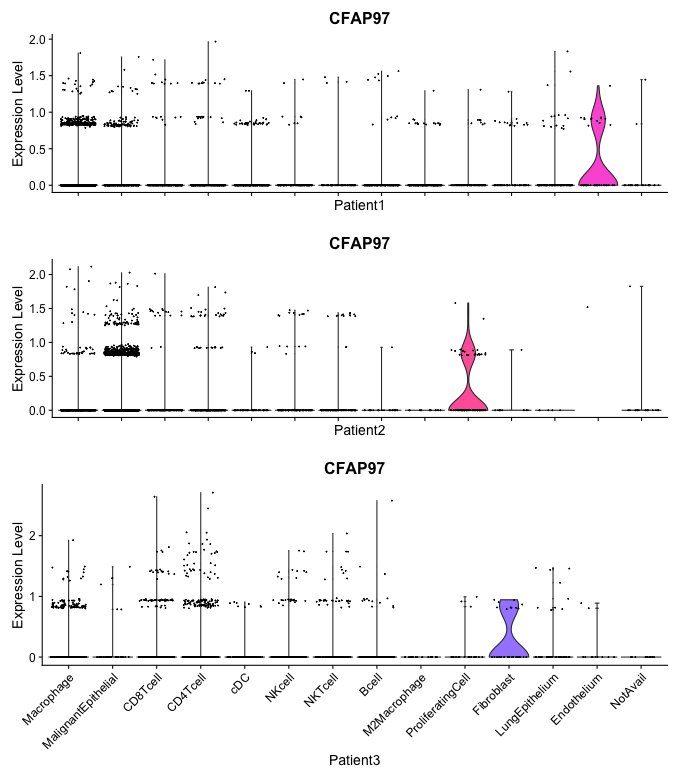 CFAP97
Expression Level
2.0
1.5
1.0
0.5
0.0
Patient1
CFAP97
Expression Level
2.0
1.5
1.0
0.5
0.0
Patient2
CFAP97
Expression Level
2
1
0
Macrophage
MalignantEpithelial
CD8Tcell
CD4Tcell
cDC
NKcell
NKTcell
Bcell
M2Macrophage
ProliferatingCell
Fibroblast
LungEpithelium
Endothelium
NotAvail
Patient3